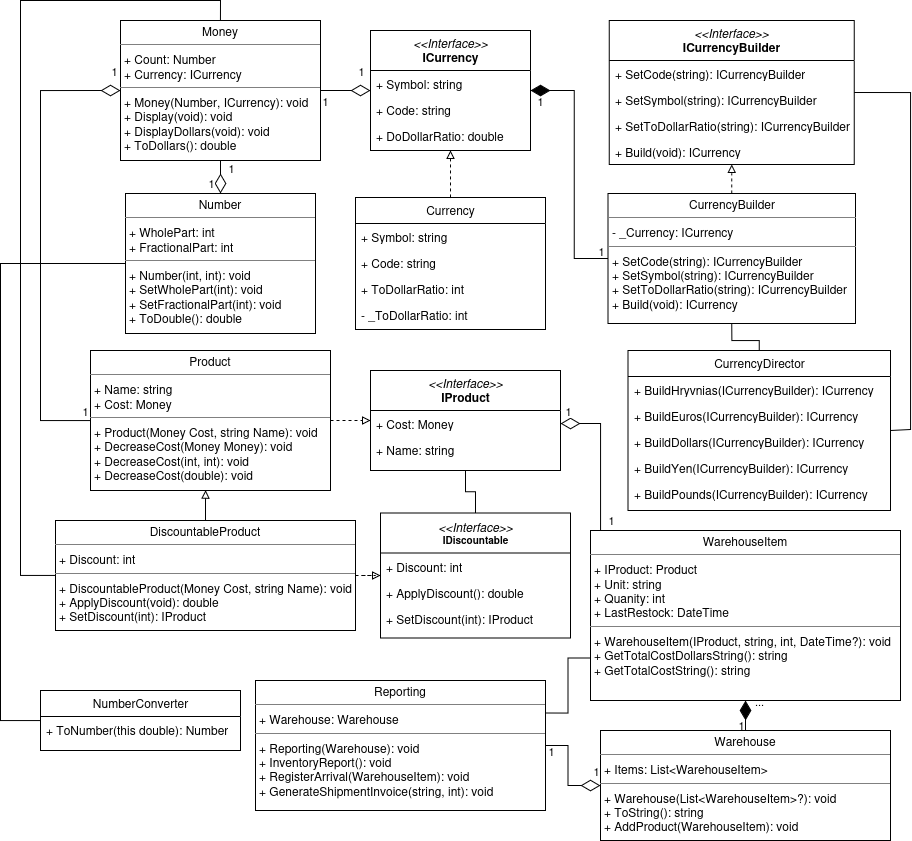 Money
+ Count: Number
+ Currency: ICurrency
+ Money(Number, ICurrency): void
+ Display(void): void
+ DisplayDollars(void): void
+ ToDollars(): double
1
1
1
<<Interface>>
ICurrency
+ Symbol: string
+ Code: string
+ DoDollarRatio: double
1
<<Interface>>
ICurrencyBuilder
+ SetCode(string): ICurrencyBuilder
+ SetSymbol(string): ICurrencyBuilder
+ SetToDollarRatio(string): ICurrencyBuilder
+ Build(void): ICurrency
1
1
Number
+ WholePart: int
+ FractionalPart: int
+ Number(int, int): void
+ SetWholePart(int): void
+ SetFractionalPart(int): void
+ ToDouble(): double
Currency
+ Symbol: string
+ Code: string
+ ToDollarRatio: int
- _ToDollarRatio: int
1
CurrencyBuilder
- _Currency: ICurrency
+ SetCode(string): ICurrencyBuilder
+ SetSymbol(string): ICurrencyBuilder
+ SetToDollarRatio(string): ICurrencyBuilder
+ Build(void): ICurrency
Product
+ Name: string
+ Cost: Money
+ Product(Money Cost, string Name): void
+ DecreaseCost(Money Money): void
+ DecreaseCost(int, int): void
+ DecreaseCost(double): void
1
<<Interface>>
IProduct
+ Cost: Money
+ Name: string
1
CurrencyDirector
+ BuildHryvnias(ICurrencyBuilder): ICurrency
+ BuildEuros(ICurrencyBuilder): ICurrency
+ BuildDollars(ICurrencyBuilder): ICurrency
+ BuildYen(ICurrencyBuilder): ICurrency
+ BuildPounds(ICurrencyBuilder): ICurrency
DiscountableProduct
+ Discount: int
+ DiscountableProduct(Money Cost, string Name): void
+ ApplyDiscount(void): double
+ SetDiscount(int): IProduct
<<Interface>>
IDiscountable
+ Discount: int
+ ApplyDiscount(): double
+ SetDiscount(int): IProduct
1
WarehouseItem
+ IProduct: Product
+ Unit: string
+ Quanity: int
+ LastRestock: DateTime
+ WarehouseItem(IProduct, string, int, DateTime?): void
+ GetTotalCostDollarsString(): string
+ GetTotalCostString(): string
NumberConverter
+ ToNumber(this double): Number
Reporting
+ Warehouse: Warehouse
+ Reporting(Warehouse): void
+ InventoryReport(): void
+ RegisterArrival(WarehouseItem): void
+ GenerateShipmentInvoice(string, int): void
1
1
...
1
Warehouse
+ Items: List<WarehouseItem>
+ Warehouse(List<WarehouseItem>?): void
+ ToString(): string
+ AddProduct(WarehouseItem): void